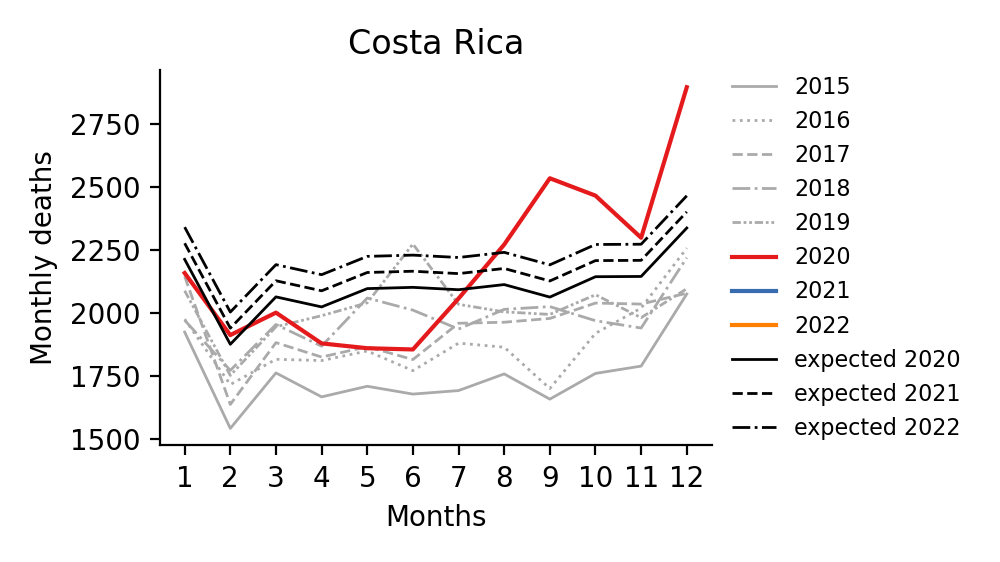 Costa Rica
Monthly deaths
2750
2500
2250
2000
1750
1500
1 2 3 4 5 6 7 8 9 10 11 12
Months
2015
2016
2017
2018
2019
2020
2021
2022
expected 2020
expected 2021
expected 2022